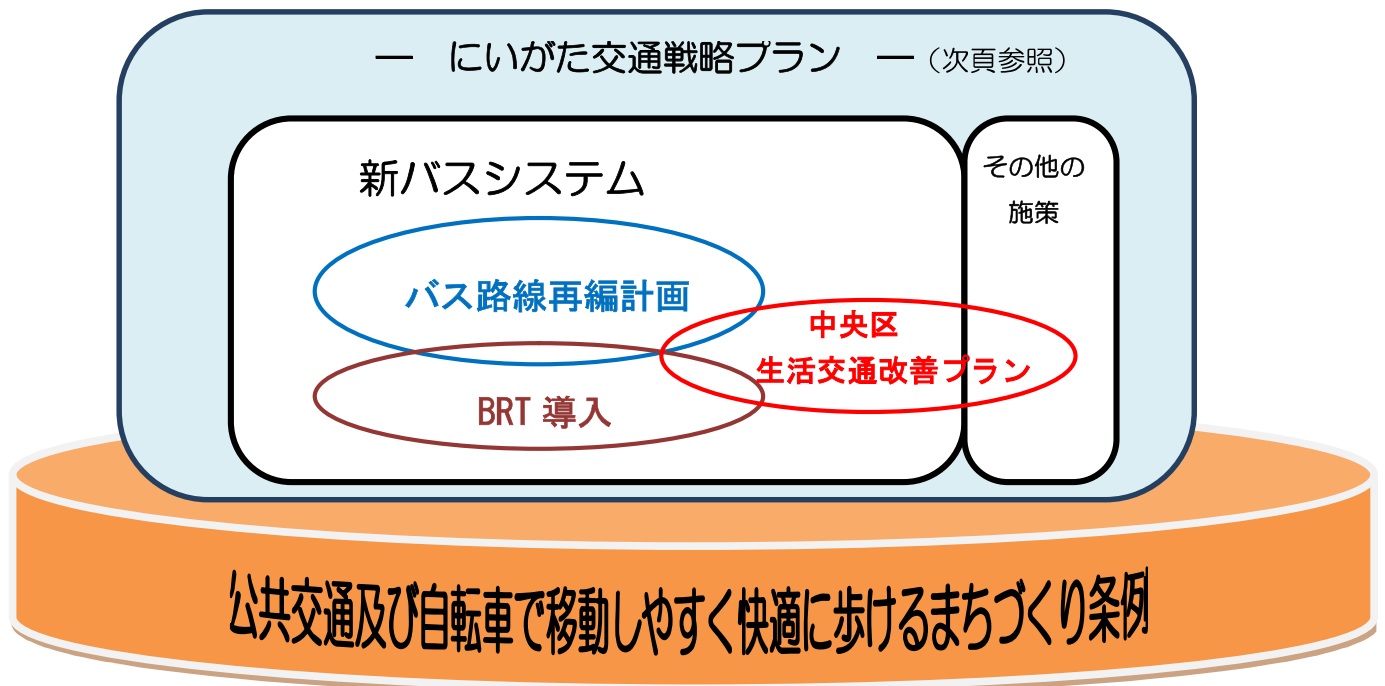 ― にいがた交通戦略プラン ―（次頁参照）
新バスシステム
その他の
施策
バス路線再編計画
中央区
生活交通改善プラン
BRT 導入
公共交通及び自転車で移動しやすく快適に歩けるまちづくり条例